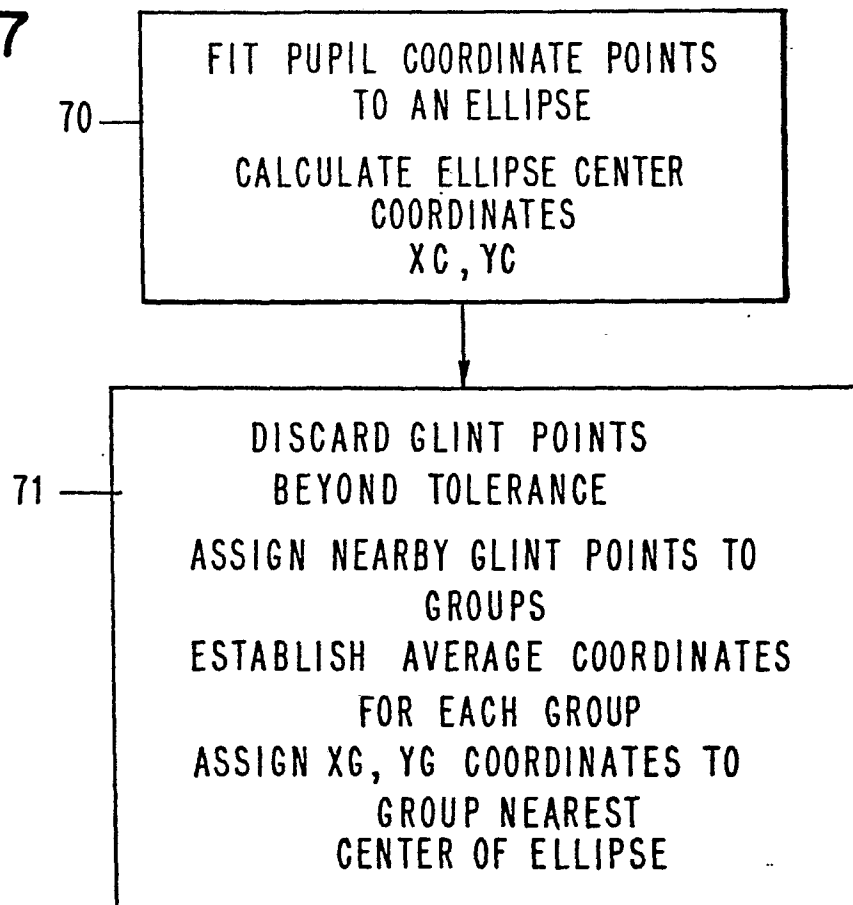 7
FIT PUPIL COORDINATE POINTS
TO AN ELLIPSE
70
CALCULATE ELLIPSE CENTER
COORDINATES
XC, YC
DISCARD GLINT POINTS
71
BEYOND TOLERANCE
ASSIGN NEARBY GLINT POINTS TO
GROUPS
ESTABLISH AVERAGE COORDINATES
FOR EACH GROUP
ASSIGN XG, YG COORDINATES TO
GROUP NEAREST
CENTER OF ELLIPSE